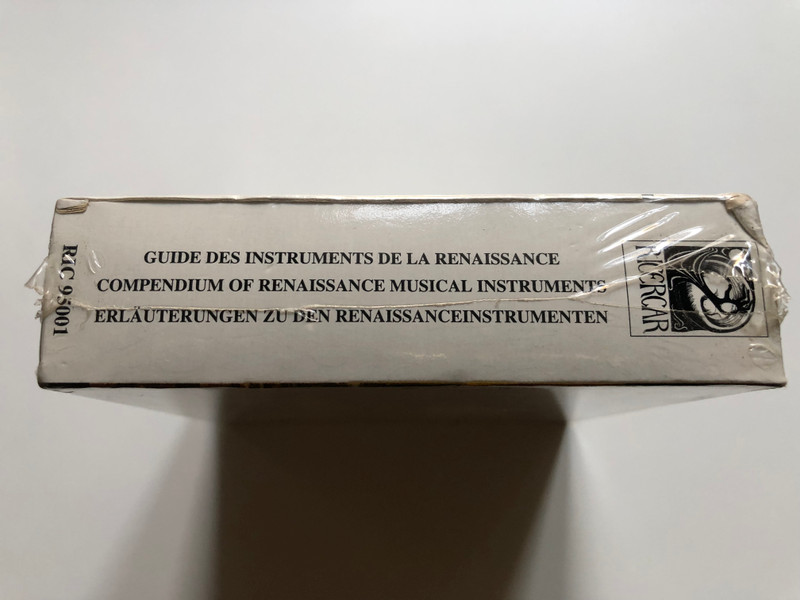 GUIDE DES INSTRUMENTS DE LA RENAISSANCE
COMPENDIUM OF RENAISSANCE MUSICAL INSTRUMENTS
ERLÄUTERUNGEN ZU DEN RENAISSANCEINSTRUMENTEN
RIC 95001
RICERCAR